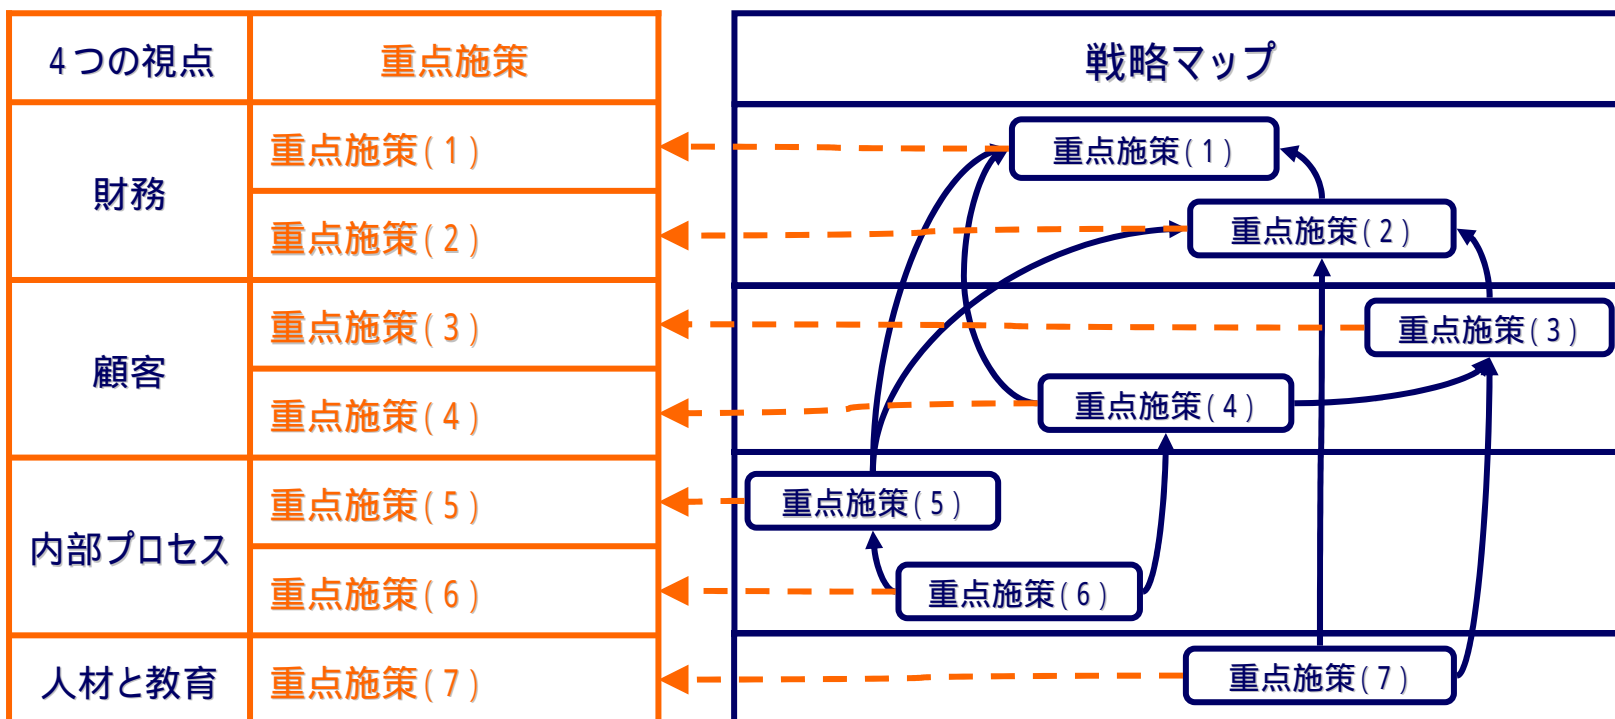 4つの視点
重点施策
戦略マップ
財務
重点施策(1)
重点施策(2)
顧客
重点施策(3)
重点施策(4)
内部プロセス
重点施策(5)
重点施策(6)
人材と教育
重点施策(7)
重点施策(1)
重点施策(2)
重点施策(3)
重点施策(4)
重点施策(5)
重点施策(6)
重点施策(7)